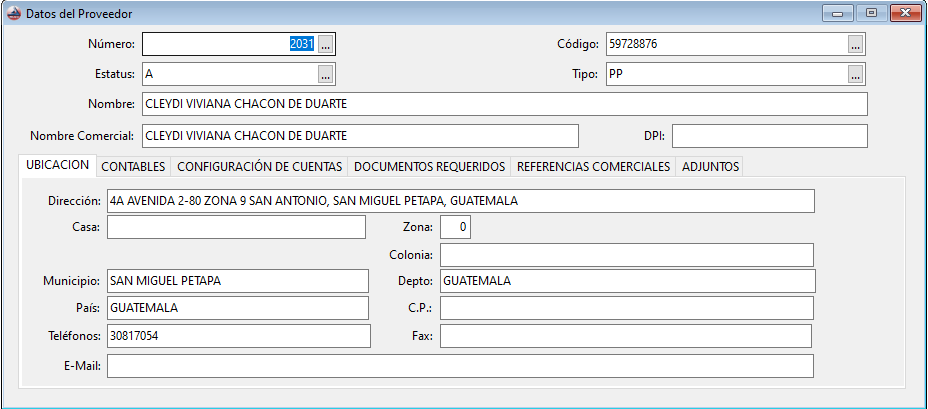 Datos del Proveedor
Número: 2031 ... Código: 59728876 ...
Estatus: A ... Tipo: PP ...
Nombre: CLEYDI VIVIANA CHACON DE DUARTE
Nombre Comercial: CLEYDI VIVIANA CHACON DE DUARTE DPI:
UBICACION CONTABLES CONFIGURACIÓN DE CUENTAS DOCUMENTOS REQUERIDOS REFERENCIAS COMERCIALES ADJUNTOS
Dirección: 4A AVENIDA 2-80 ZONA 9 SAN ANTONIO, SAN MIGUEL PETAPA, GUATEMALA
Casa: Zona: 0
Colonia:
Municipio: SAN MIGUEL PETAPA Depto: GUATEMALA
País: GUATEMALA C.P.:
Teléfonos: 30817054 Fax:
E-Mail: